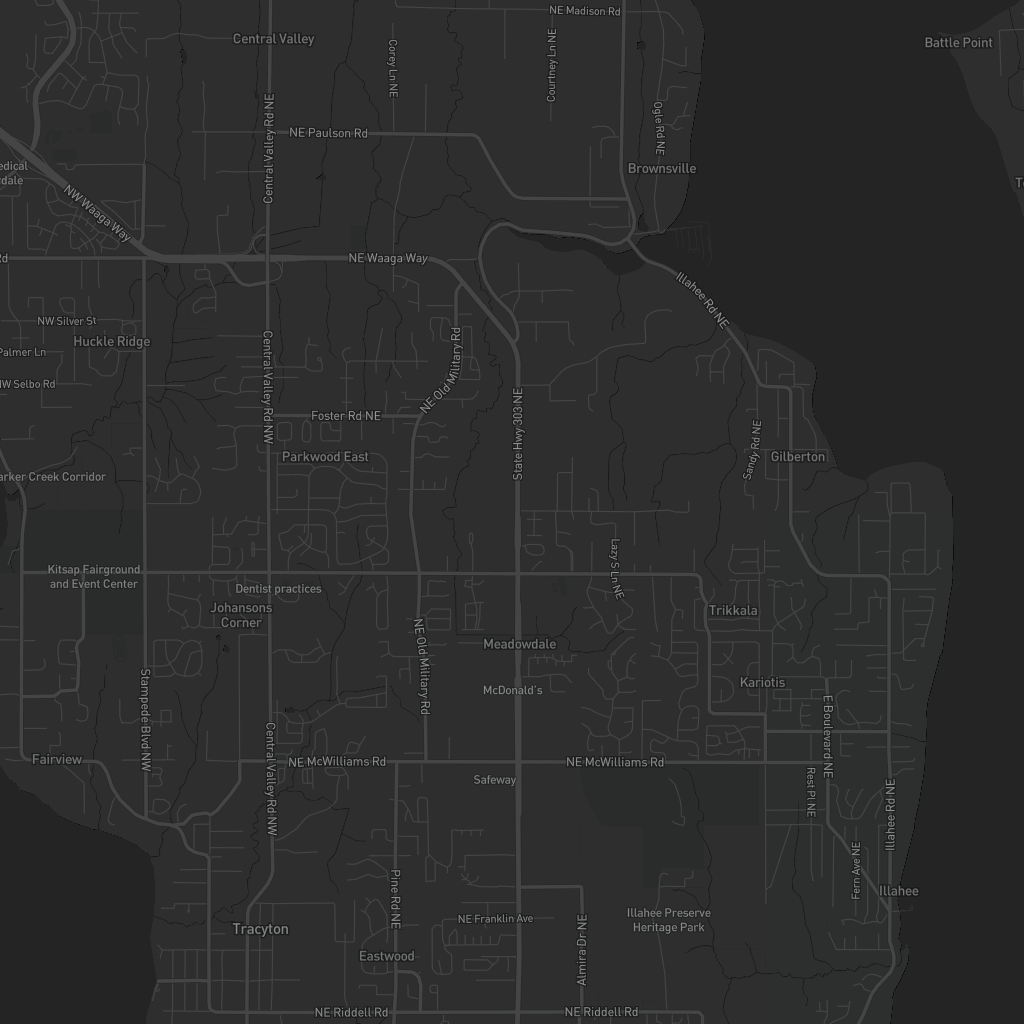 NE Madison Rd
Central Valley
Battle Point
Corey Ln NE
Courtney Ln NE
Central Valley Rd NE
Ogle Rd NE
NE Paulson Rd
Brownsville
edical
dale
NW Waaga Way
Rd
NE Waaga Way
Illahee Rd NE
NW Silver St
Huckle Ridge
Palmer Ln
NW Selbo Rd
NE Old Military Rd
Central Valley Rd NW
State Hwy 303 NE
Foster Rd NE
Parkwood East
Sandy Rd NE
Gilberton
arker Creek Corridor
Kitsap Fairground
and Event Center
Lazy S Ln NE
Dentist practices
Johansons
Corner
Trikkala
NE Old Military Rd
Meadowdale
Stampede Blvd NW
Kariotis
McDonald's
E Boulevard NE
Central Valley Rd NW
Fairview
NE McWilliams Rd
NE McWilliams Rd
Safeway
Rest Pl NE
Illahee Rd NE
Fern Ave NE
Pine Rd NE
Illahee
NE Franklin Ave
Illahee Preserve
Heritage Park
Almira Dr NE
Tracyton
Eastwood
NE Riddell Rd
NE Riddell Rd